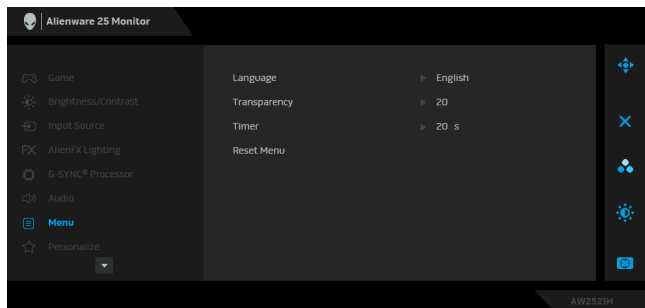 Alienware 25 Monitor
Game
Brightness/Contrast
Input Source
AlienFX Lighting
G-SYNC® Processor
Audio
Menu
Personalize
Language English
Transparency 20
Timer 20 s
Reset Menu
AW2521H